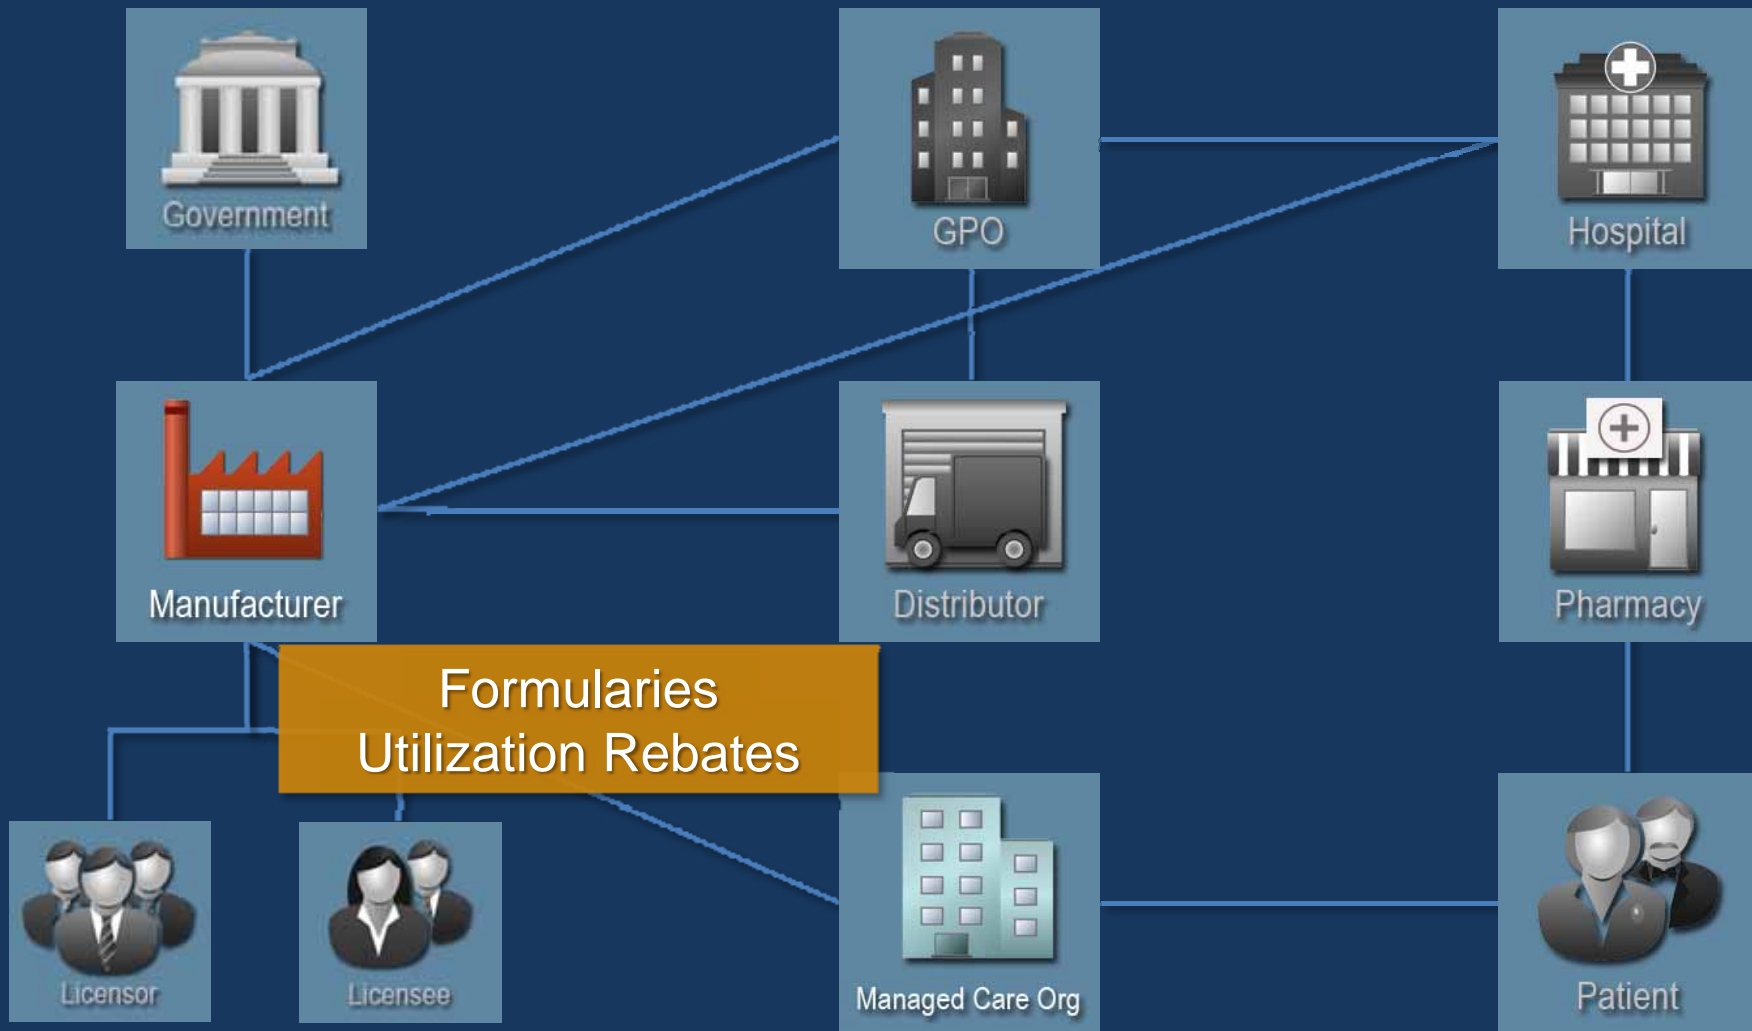 Government
GPO
Hospital
Manufacturer
Distributor
Pharmacy
Formularies
Utilization Rebates
Licensor
Licensee
Managed Care Org
Patient